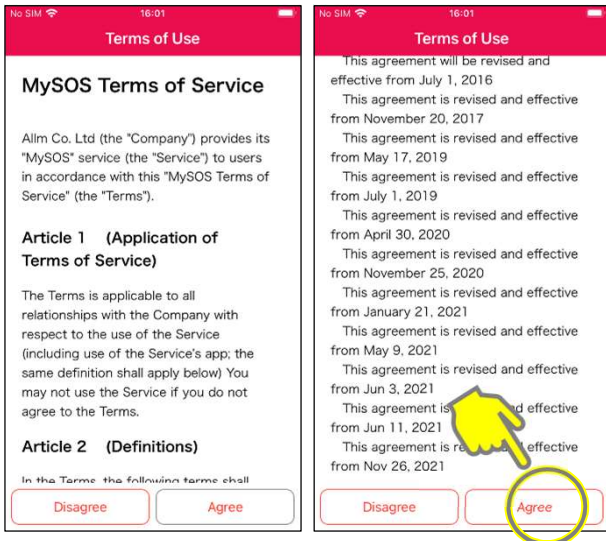 No SIM 16:01
Terms of Use
MySOS Terms of Service
Allm Co. Ltd (the "Company") provides its
"MySOS" service (the "Service") to users
in accordance with this "MySOS Terms of
Service" (the "Terms").
Article 1 (Application of
Terms of Service)
The Terms is applicable to all
relationships with the Company with
respect to the use of the Service
(including use of the Service's app; the
same definition shall apply below) You
may not use the Service if you do not
agree to the Terms.
Article 2 (Definitions)
In the Terms, the following terms shall
Disagree Agree
No SIM 16:01
Terms of Use
This agreement will be revised and
effective from July 1, 2016
This agreement is revised and effective
from November 20, 2017
This agreement is revised and effective
from May 17, 2019
This agreement is revised and effective
from July 1, 2019
This agreement is revised and effective
from April 30, 2020
This agreement is revised and effective
from November 25, 2020
This agreement is revised and effective
from January 21, 2021
This agreement is revised and effective
from May 9, 2021
This agreement is revised and effective
from Jun 3, 2021
This agreement is effective
from Jun 11, 2021
This agreement is effective
from Nov 26, 2021
Disagree Agree